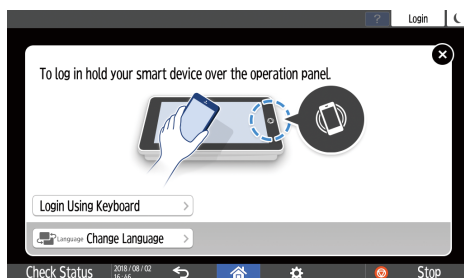 ?
Login
To log in hold your smart device over the operation panel.
Login Using Keyboard
Language Change Language
Check Status
2018 / 08 / 02
16:46
Stop